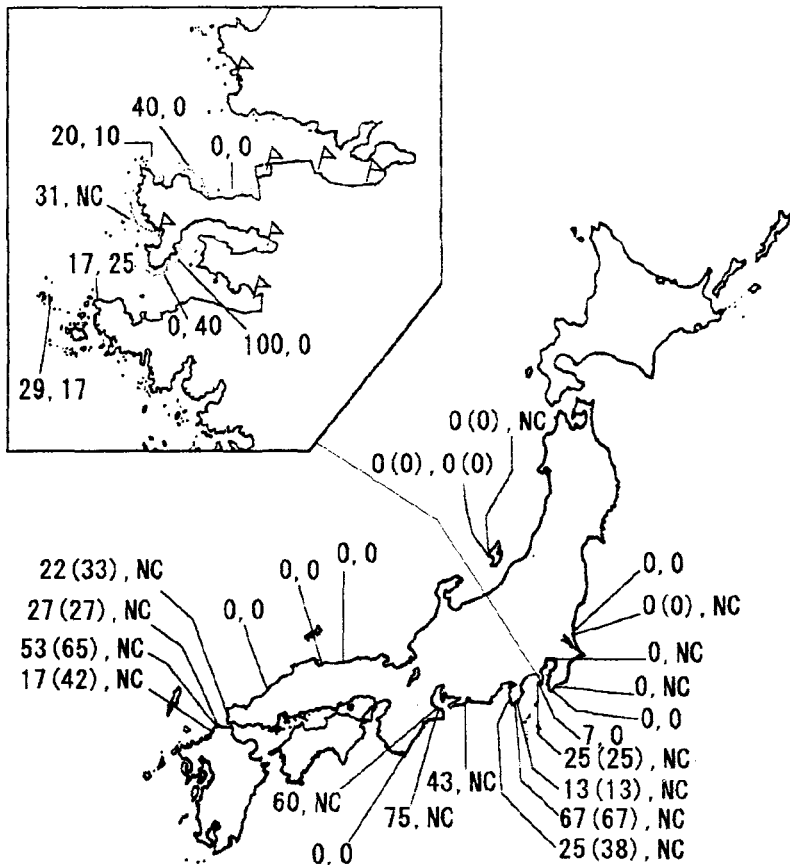 40, 0
20, 10
0, 0
31, NC
17, 25
0, 40
100, 0
29, 17
0(0), NC
0(0), 0(0)
0, 0
22(33), NC
0, 0
0, 0
0, 0
27(27), NC
0(0), NC
53(65), NC
0, NC
17(42), NC
0, NC
0, 0
7, 0
25(25), NC
43, NC
13(13), NC
60, NC
75, NC
67(67), NC
0, 0
25(38), NC